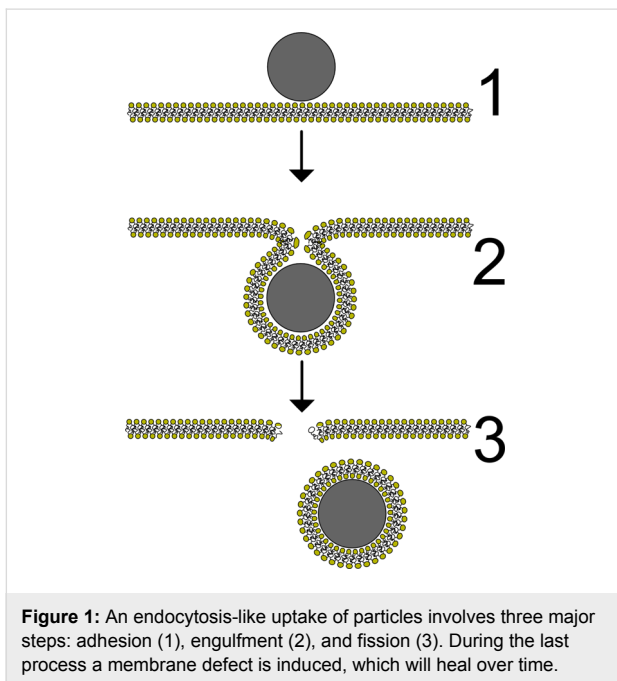 1
2
3
Figure 1: An endocytosis-like uptake of particles involves three major
steps: adhesion (1), engulfment (2), and fission (3). During the last
process a membrane defect is induced, which will heal over time.